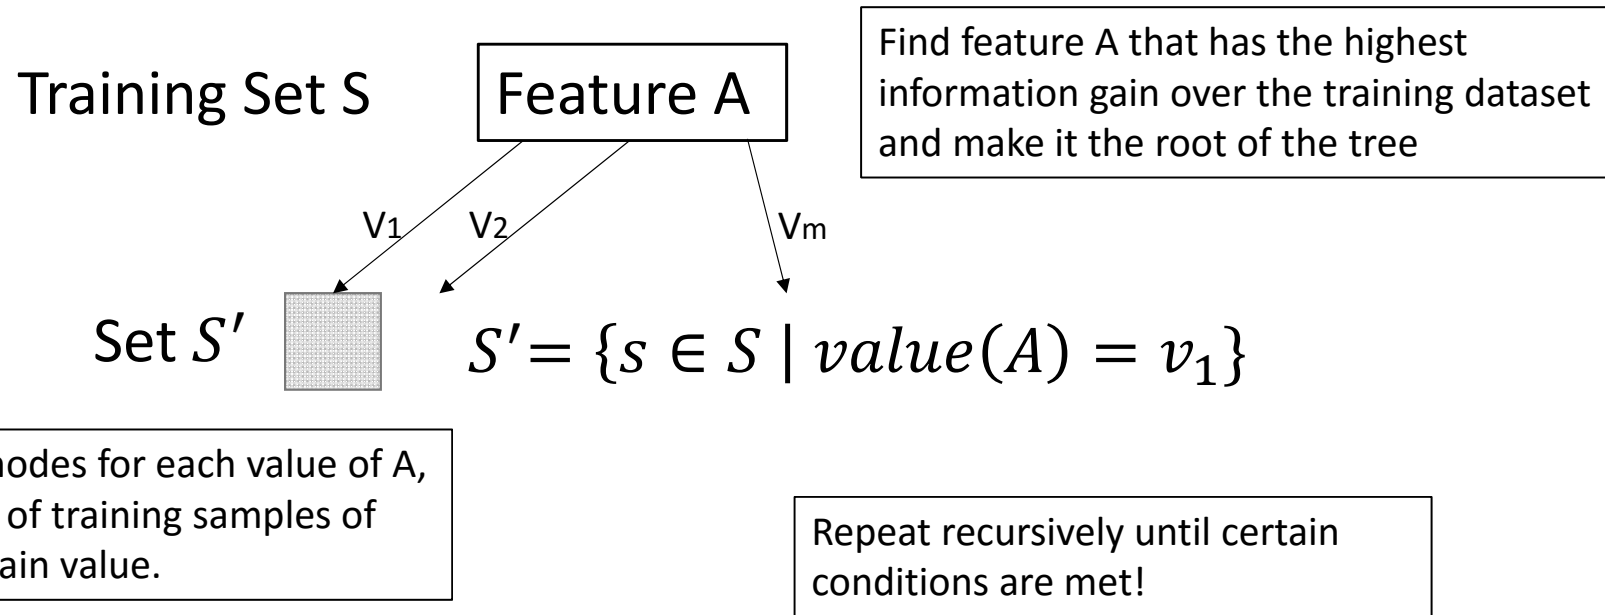 Training Set S
Feature A
Find feature A that has the highest
information gain over the training dataset
and make it the root of the tree
V1
V2
Vm
Set S′
S′= {s ∈ S | value(A) = v₁}
nodes for each value of A,
of training samples of
value.
Repeat recursively until certain
conditions are met!